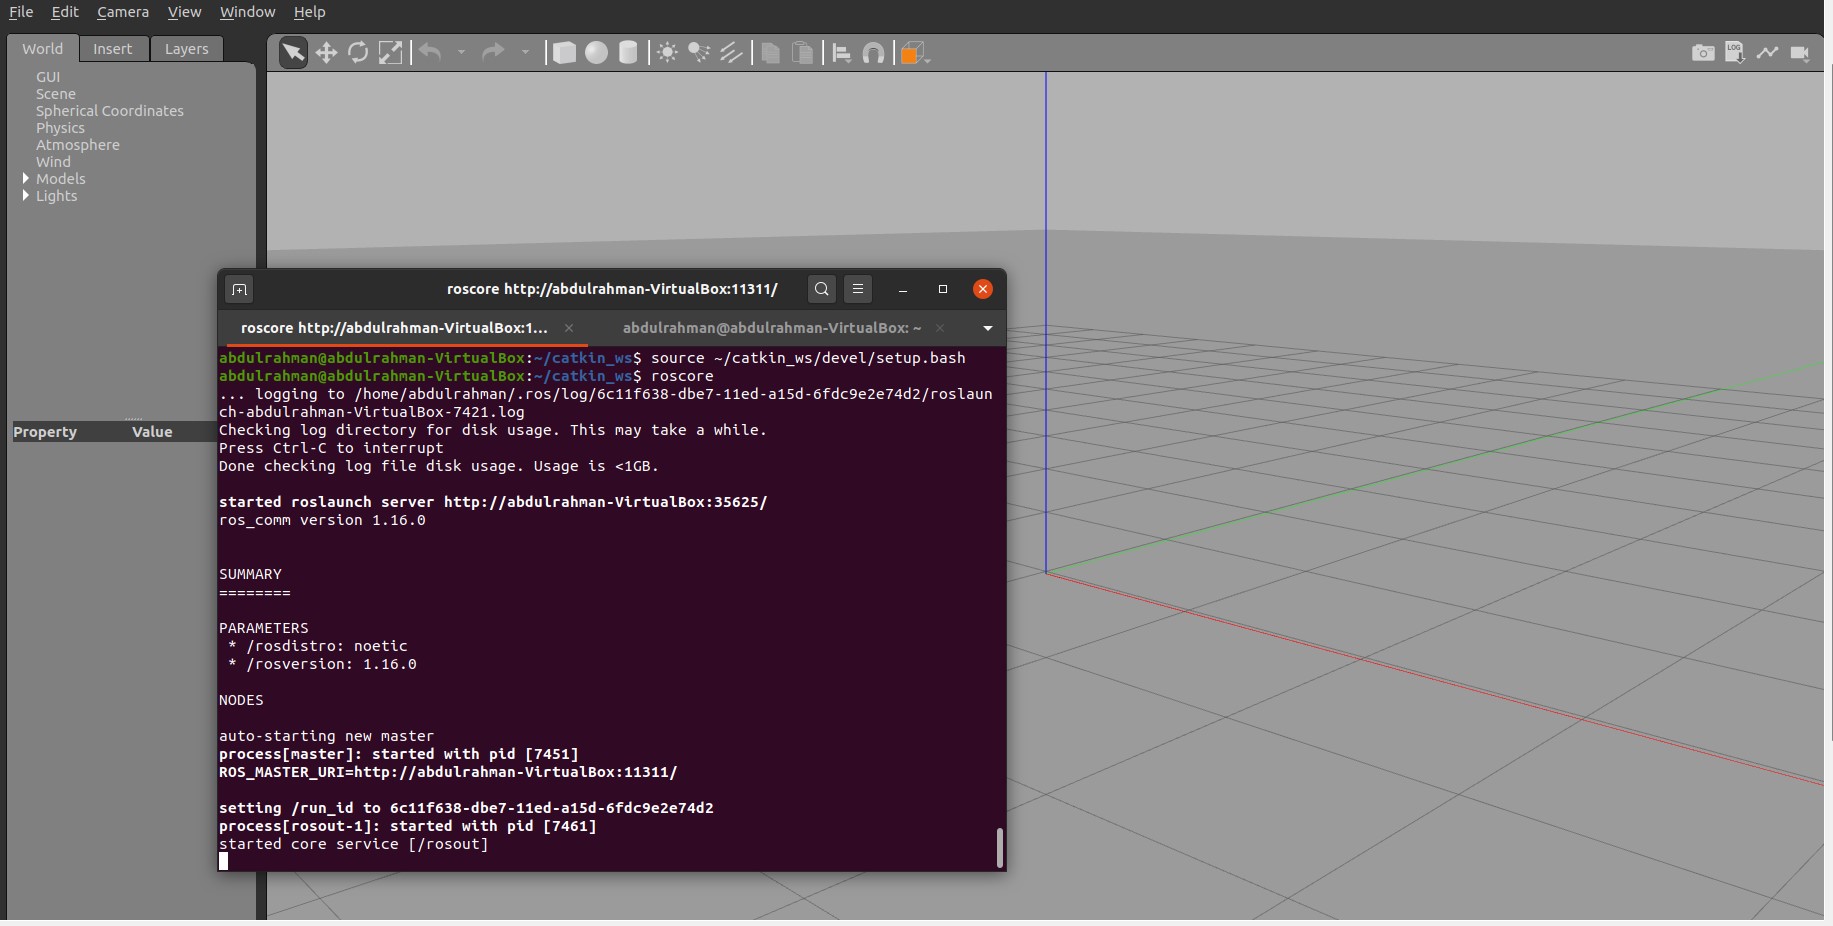 File Edit Camera View Window Help
World Insert Layers
GUI
Scene
Spherical Coordinates
Physics
Atmosphere
Wind
Models
Lights
Property Value
LOG
roscore http://abdulrahman-VirtualBox:11311/
roscore http://abdulrahman-VirtualBox:1... × abdulrahman@abdulrahman-VirtualBox: ~ ×
abdulrahman@abdulrahman-VirtualBox:~/catkin_ws$ source ~/catkin_ws/devel/setup.bash
abdulrahman@abdulrahman-VirtualBox:~/catkin_ws$ roscore
... logging to /home/abdulrahman/.ros/log/6c11f638-dbe7-11ed-a15d-6fdc9e2e74d2/roslaun
ch-abdulrahman-VirtualBox-7421.log
Checking log directory for disk usage. This may take a while.
Press Ctrl-C to interrupt
Done checking log file disk usage. Usage is <1GB.
started roslaunch server http://abdulrahman-VirtualBox:35625/
ros_comm version 1.16.0
SUMMARY
========
PARAMETERS
* /rosdistro: noetic
* /rosversion: 1.16.0
NODES
auto-starting new master
process[master]: started with pid [7451]
ROS_MASTER_URI=http://abdulrahman-VirtualBox:11311/
setting /run_id to 6c11f638-dbe7-11ed-a15d-6fdc9e2e74d2
process[rosout-1]: started with pid [7461]
started core service [/rosout]